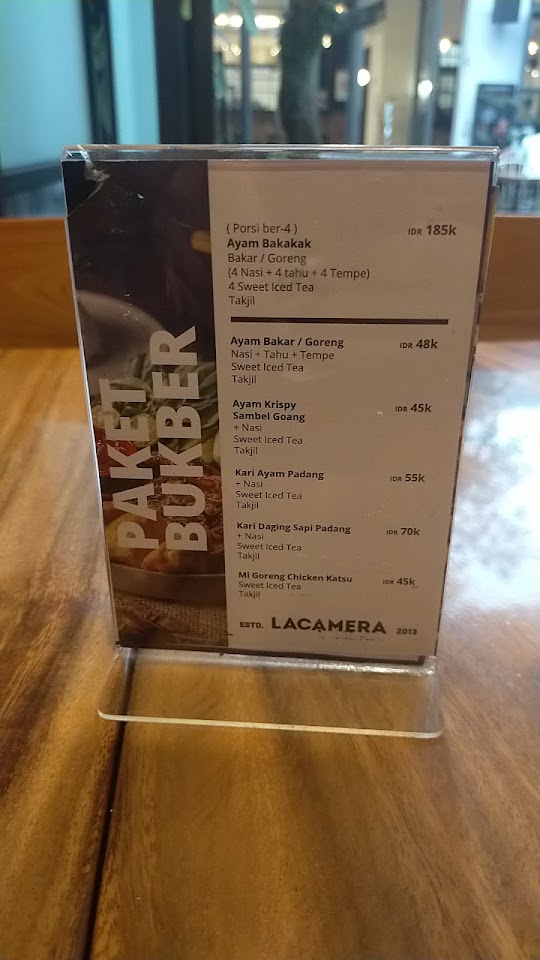 PAKET
BUKBER
( Porsi ber-4 )
Ayam Bakakak IDR 185k
Bakar / Goreng
(4 Nasi + 4 tahu + 4 Tempe)
4 Sweet Iced Tea
Takjil
Ayam Bakar / Goreng IDR 48k
Nasi + Tahu + Tempe
Sweet Iced Tea
Takjil
Ayam Krispy IDR 45k
Sambel Goang
+ Nasi
Sweet Iced Tea
Takjil
Kari Ayam Padang IDR 55k
+ Nasi
Sweet Iced Tea
Takjil
Kari Daging Sapi Padang IDR 70k
+ Nasi
Sweet Iced Tea
Takjil
Mi Goreng Chicken Katsu IDR 45k
Sweet Iced Tea
Takjil
ESTD. LACAMERA 2013